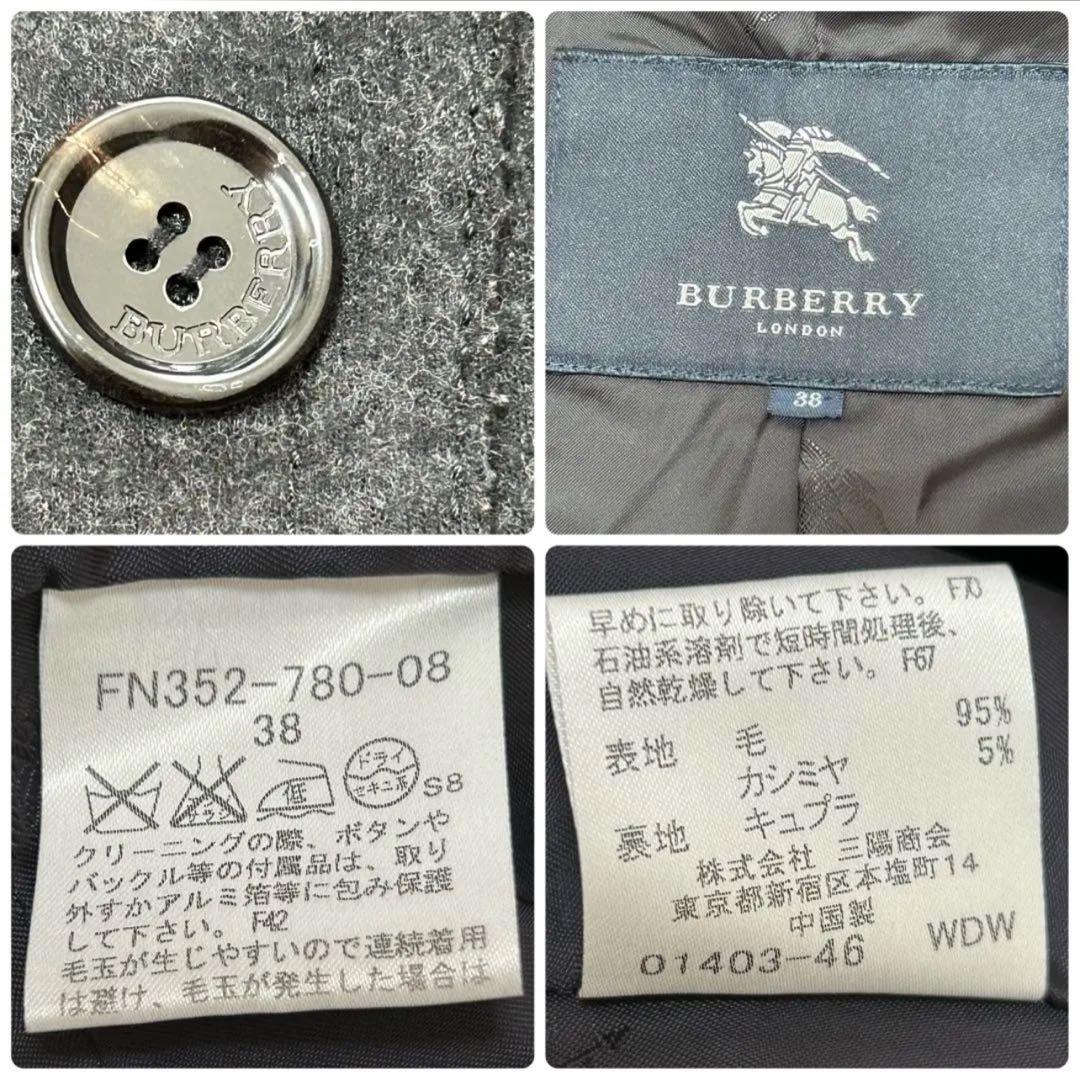 BURBERRY
BURBERRY
LONDON
38
FN352-780-08
38
サラシ
低
ドライ
セキユ系
S8
クリーニングの際、ボタンや
バックル等の付属品は、取り
外すかアルミ箔等に包み保護
して下さい。 F42
毛玉が生じやすいので連続着用
は避け、毛玉が発生した場合は
早めに取り除いて下さい。 F70
石油系溶剤で短時間処理後、
自然乾燥して下さい。 F67
表地 毛 95%
カシミヤ 5%
裏地 キュプラ
株式会社 三陽商会
東京都新宿区本塩町14
中国製
01403-46 WDW